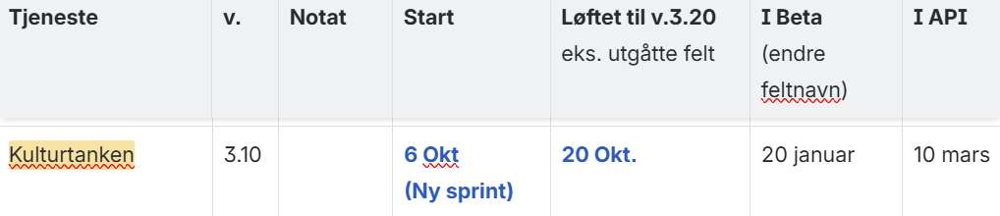 Tjeneste v. Notat Start Løftet til v.3.20 I Beta I API
eks. utgåtte felt (endre
feltnavn)
Kulturtanken 3.10 6 Okt 20 Okt. 20 januar 10 mars
(Ny sprint)